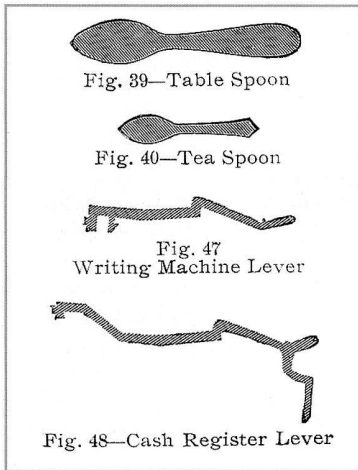 Fig. 39—Table Spoon
Fig. 40—Tea Spoon
Fig. 47
Writing Machine Lever
Fig. 48—Cash Register Lever